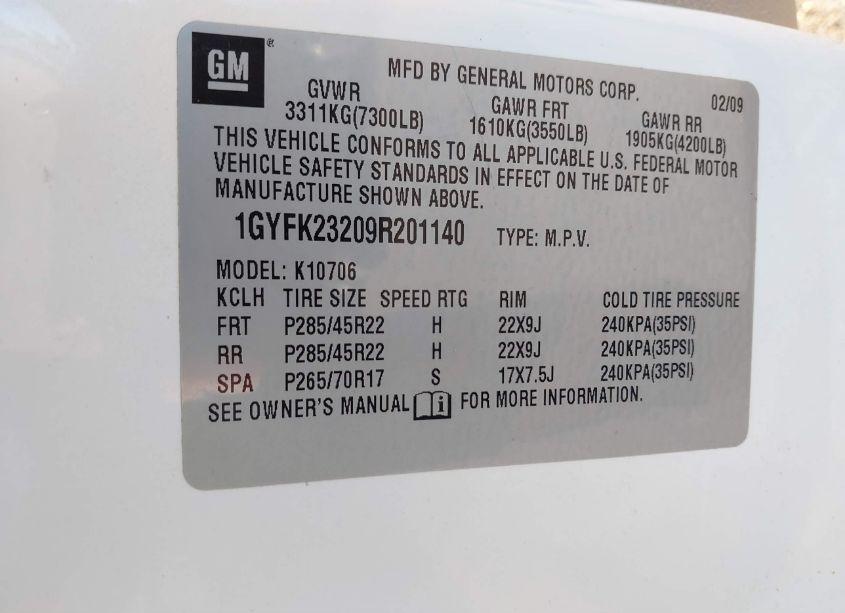 GM ®
MFD BY GENERAL MOTORS CORP. 02/09
GVWR GAWR FRT GAWR RR
3311KG(7300LB) 1610KG(3550LB) 1905KG(4200LB)
THIS VEHICLE CONFORMS TO ALL APPLICABLE U.S. FEDERAL MOTOR
VEHICLE SAFETY STANDARDS IN EFFECT ON THE DATE OF
MANUFACTURE SHOWN ABOVE.
1GYFK23209R201140 TYPE: M.P.V.
MODEL: K10706
KCLH TIRE SIZE SPEED RTG RIM COLD TIRE PRESSURE
FRT P285/45R22 H 22X9J 240KPA(35PSI)
RR P285/45R22 H 22X9J 240KPA(35PSI)
SPA P265/70R17 S 17X7.5J 240KPA(35PSI)
SEE OWNER'S MANUAL i FOR MORE INFORMATION.